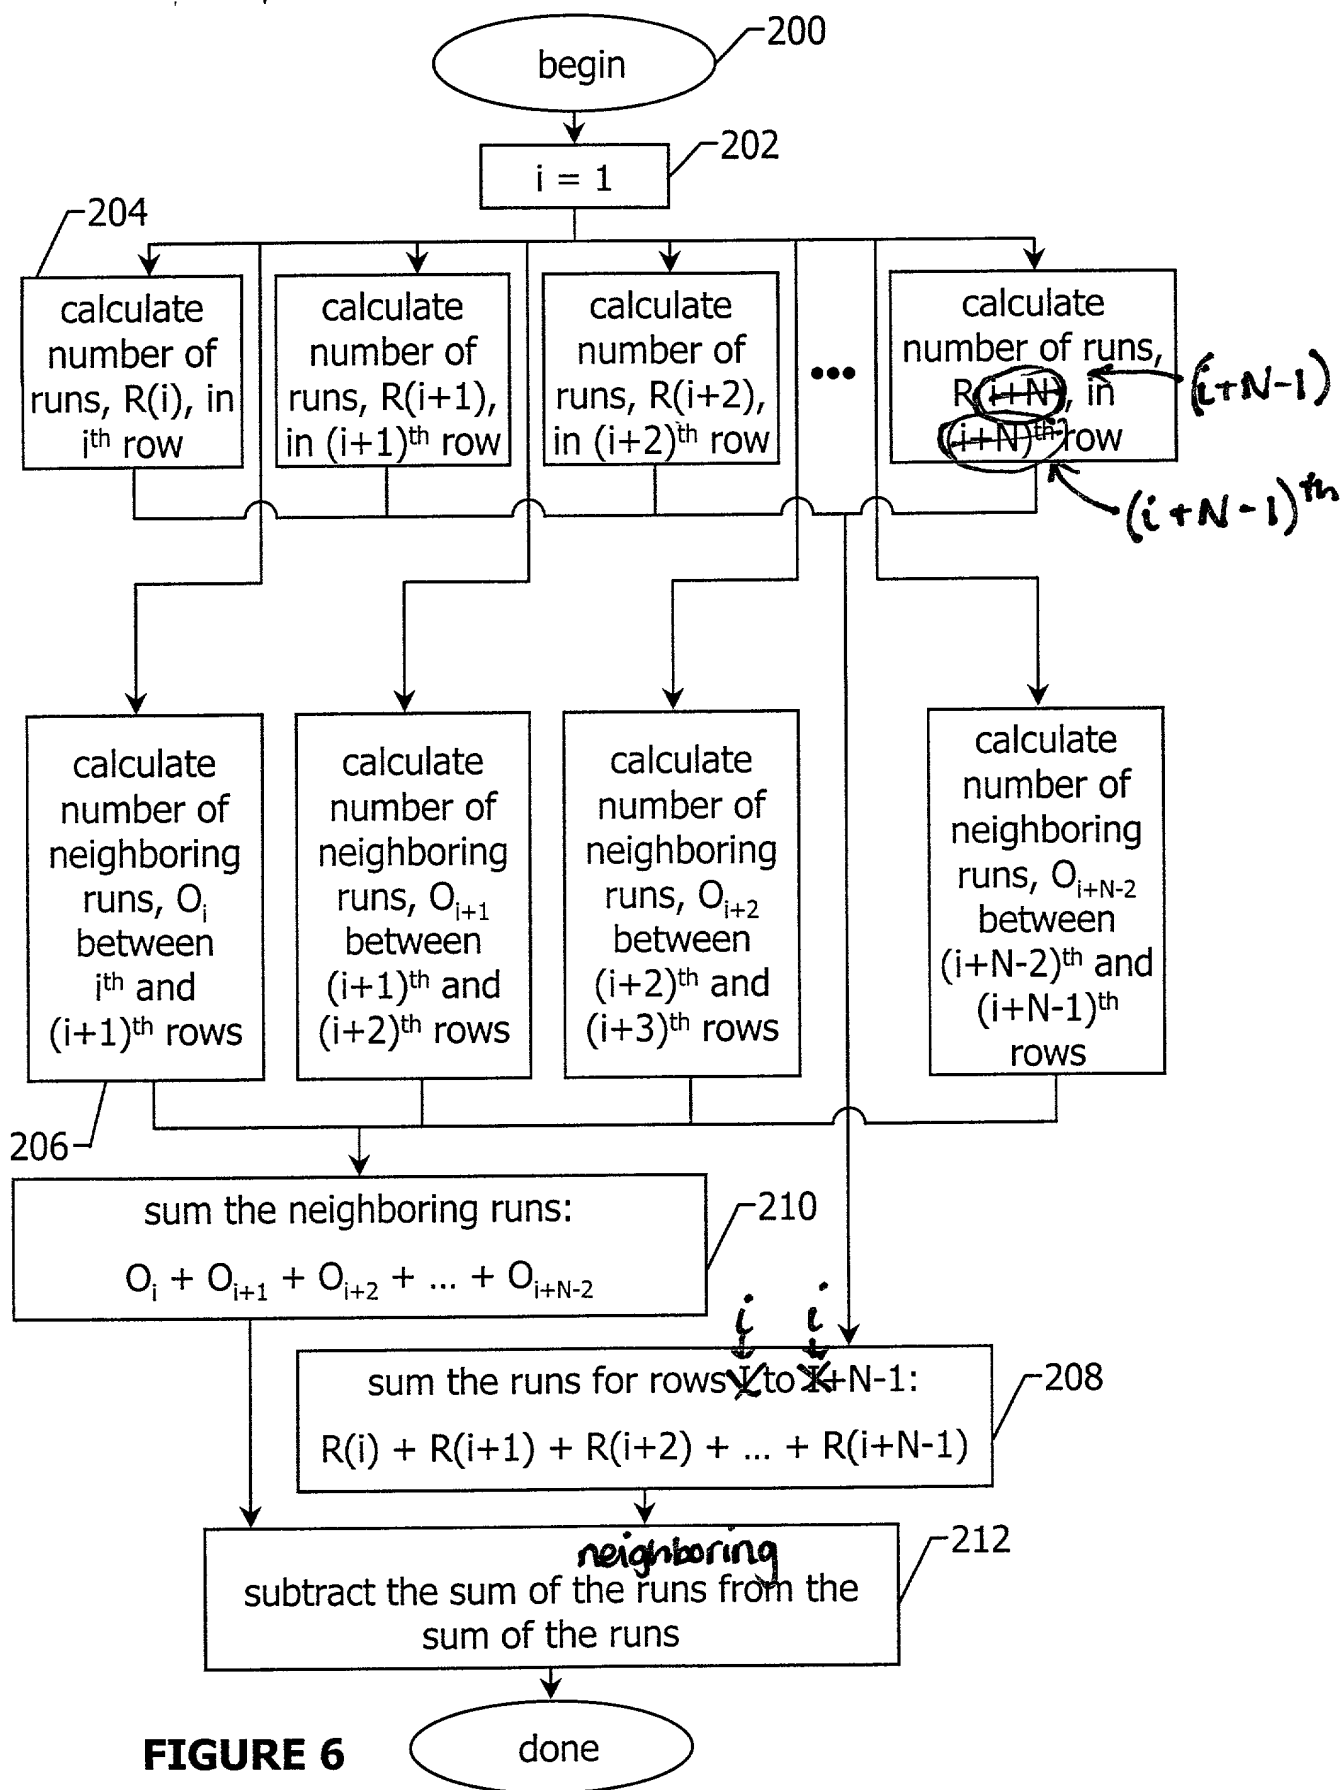 200
begin
202
i = 1
204
calculate
number of
runs, R(i), in
ith row
calculate
number of
runs, R(i+1),
in (i+1)th row
calculate
number of
runs, R(i+2),
in (i+2)th row
•••
calculate
number of runs,
R(i+N), in
(i+N)th row
(i+N-1)
(i+N-1)th
calculate
number of
neighboring
runs, Oi
between
ith and
(i+1)th rows
calculate
number of
neighboring
runs, Oi+1
between
(i+1)th and
(i+2)th rows
calculate
number of
neighboring
runs, Oi+2
between
(i+2)th and
(i+3)th rows
calculate
number of
neighboring
runs, Oi+N-2
between
(i+N-2)th and
(i+N-1)th
rows
206
sum the neighboring runs:
Oi + Oi+1 + Oi+2 + ... + Oi+N-2
210
i i
sum the runs for rows I to I+N-1:
R(i) + R(i+1) + R(i+2) + ... + R(i+N-1)
208
neighboring
subtract the sum of the runs from the
sum of the runs
212
done
FIGURE 6